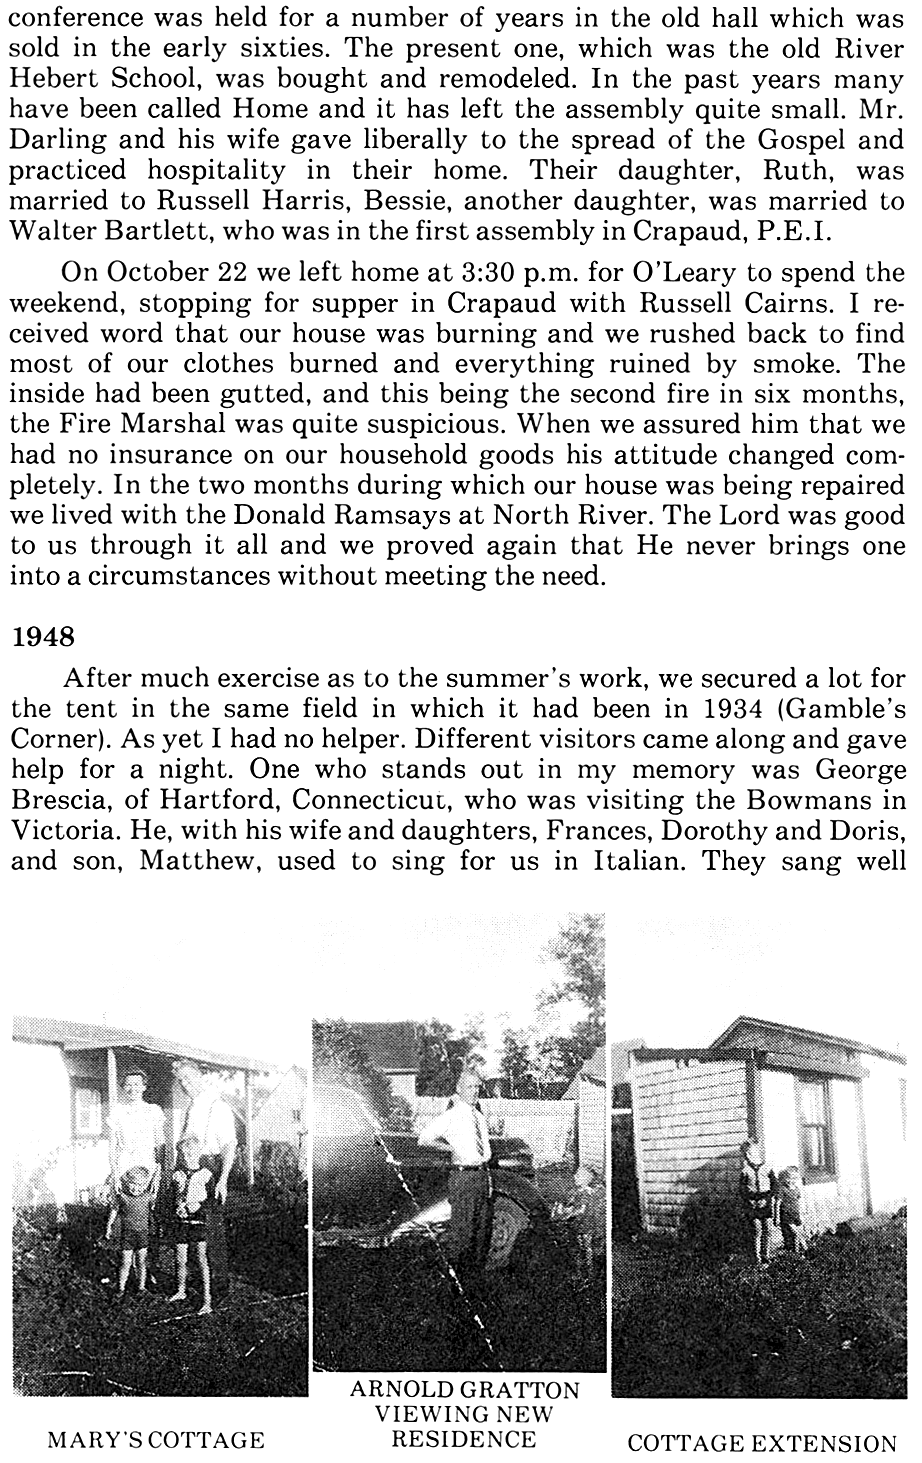 conference was held for a number of years in the old hall which was
sold in the early sixties. The present one, which was the old River
Hebert School, was bought and remodeled. In the past years many
have been called Home and it has left the assembly quite small. Mr.
Darling and his wife gave liberally to the spread of the Gospel and
practiced hospitality in their home. Their daughter, Ruth, was
married to Russell Harris, Bessie, another daughter, was married to
Walter Bartlett, who was in the first assembly in Crapaud, P.E.I.
On October 22 we left home at 3:30 p.m. for O'Leary to spend the
weekend, stopping for supper in Crapaud with Russell Cairns. I re-
ceived word that our house was burning and we rushed back to find
most of our clothes burned and everything ruined by smoke. The
inside had been gutted, and this being the second fire in six months,
the Fire Marshal was quite suspicious. When we assured him that we
had no insurance on our household goods his attitude changed com-
pletely. In the two months during which our house was being repaired
we lived with the Donald Ramsays at North River. The Lord was good
to us through it all and we proved again that He never brings one
into a circumstances without meeting the need.
1948
After much exercise as to the summer's work, we secured a lot for
the tent in the same field in which it had been in 1934 (Gamble's
Corner). As yet I had no helper. Different visitors came along and gave
help for a night. One who stands out in my memory was George
Brescia, of Hartford, Connecticut, who was visiting the Bowmans in
Victoria. He, with his wife and daughters, Frances, Dorothy and Doris,
and son, Matthew, used to sing for us in Italian. They sang well
MARY'S COTTAGE
ARNOLD GRATTON
VIEWING NEW
RESIDENCE
COTTAGE EXTENSION